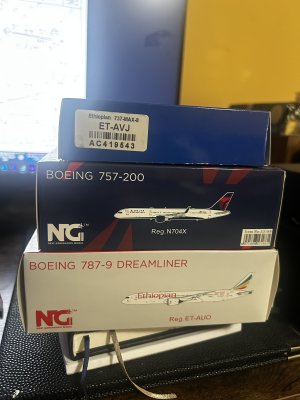 Ethiopian 737-MAX-8
ET-AVJ
AC419543
BOEING 757-200
NG
DELTA
Reg.N704X
BOEING 787-9 DREAMLINER
NG
Ethiopian
Reg.ET-AUO